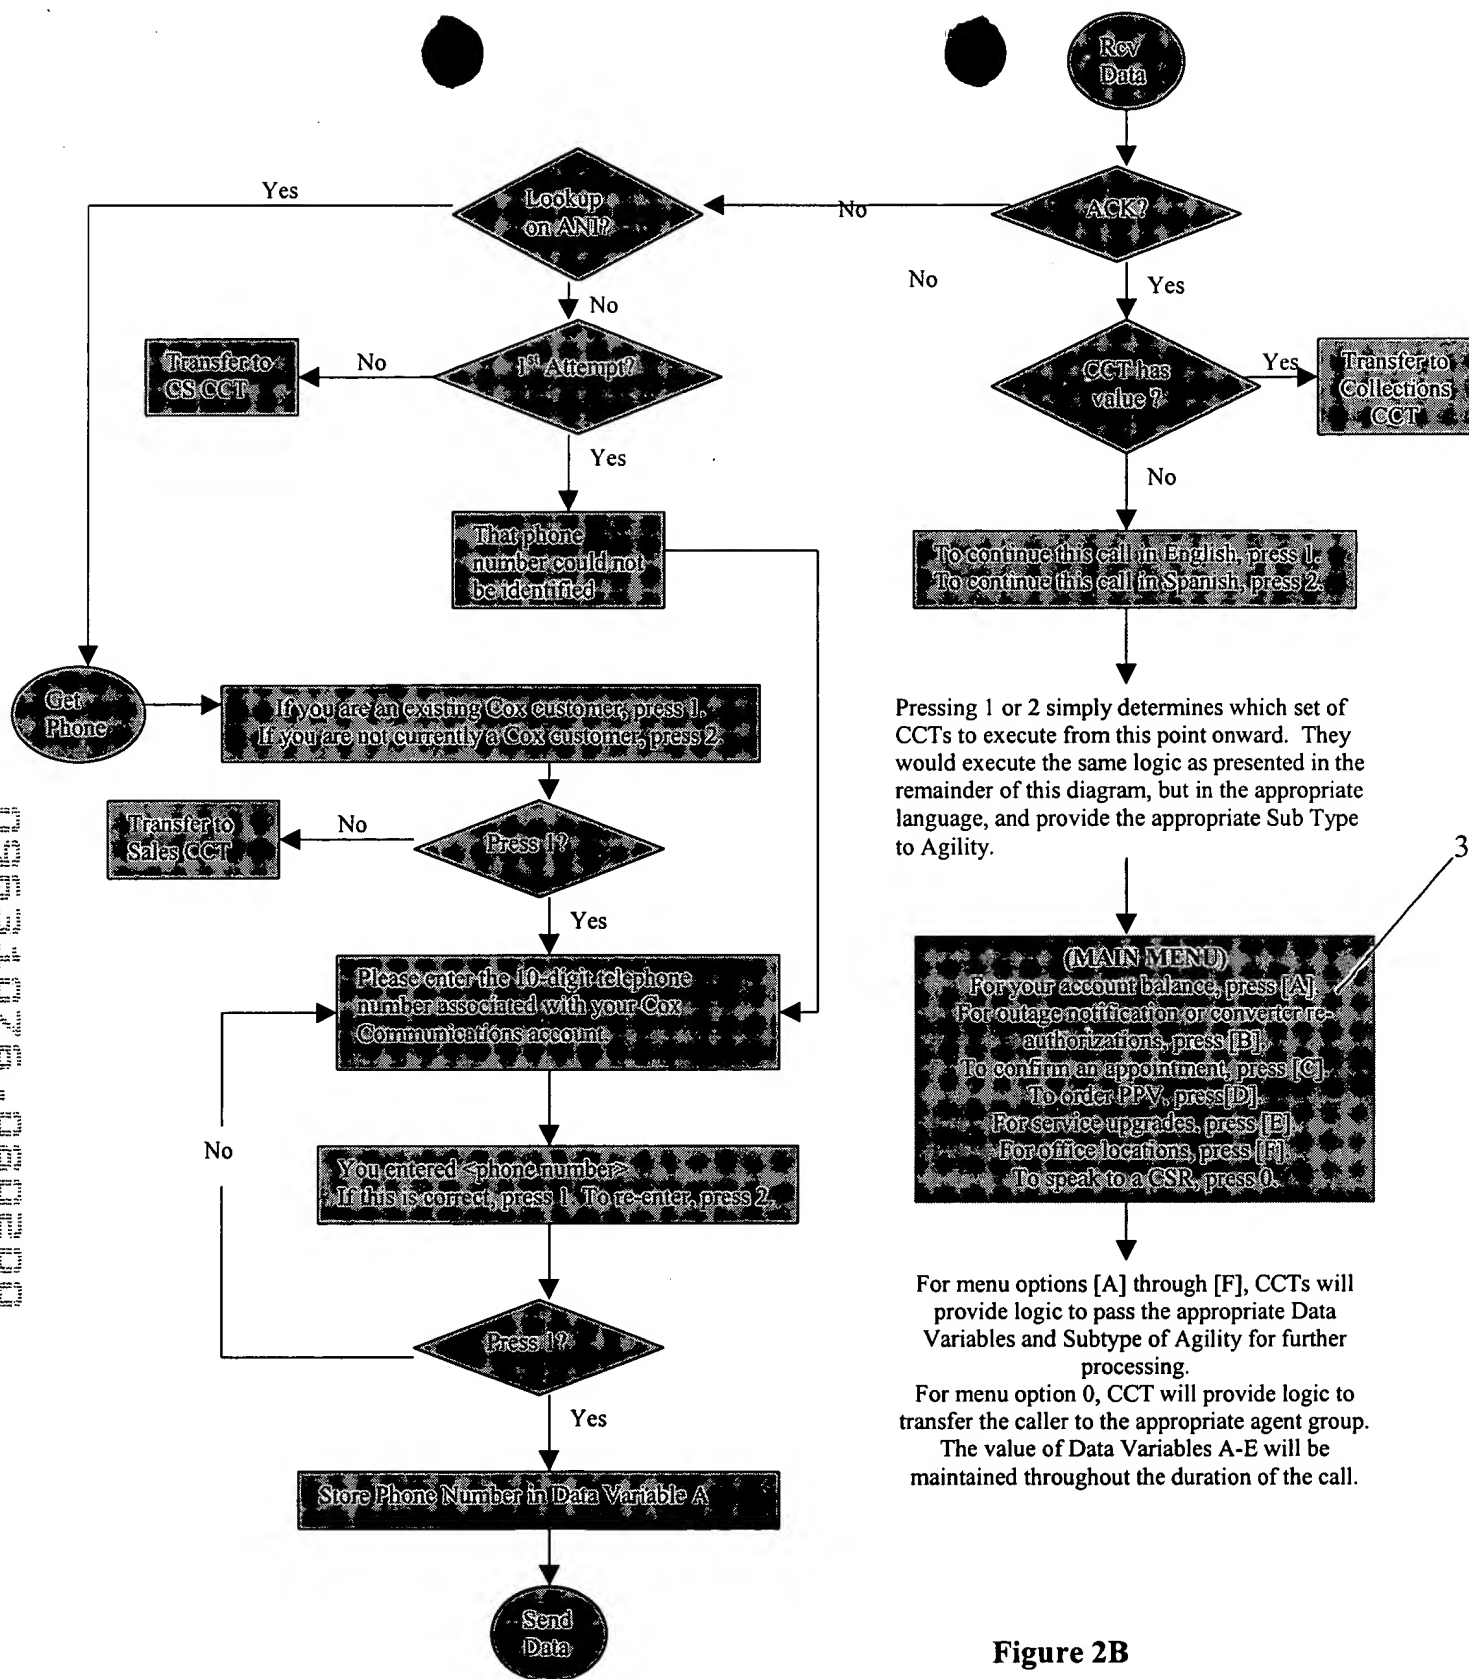 Rcv
Data
Yes
Lookup
on ANI?
No
ACK?
No
Yes
No
Transfer to
CS CCT
No
1st Attempt?
CCT has
value ?
Yes
Transfer to
Collections
CCT
Yes
No
That phone
number could not
be identified
To continue this call in English, press 1.
To continue this call in Spanish, press 2.
Get
Phone
If you are an existing Cox customer, press 1.
If you are not currently a Cox customer, press 2.
Pressing 1 or 2 simply determines which set of
CCTs to execute from this point onward. They
would execute the same logic as presented in the
remainder of this diagram, but in the appropriate
language, and provide the appropriate Sub Type
to Agility.
Transfer to
Sales CCT
No
Press 1?
3
Yes
Please enter the 10-digit telephone
number associated with your Cox
Communications account.
(MAIN MENU)
For your account balance, press [A]
For outage notification or converter re-
authorizations, press [B].
To confirm an appointment, press [C].
To order PPV, press[D].
For service upgrades, press [E].
For office locations, press [F].
To speak to a CSR, press 0.
No
You entered <phone number>
If this is correct, press 1. To re-enter, press 2.
For menu options [A] through [F], CCTs will
provide logic to pass the appropriate Data
Variables and Subtype of Agility for further
processing.
For menu option 0, CCT will provide logic to
transfer the caller to the appropriate agent group.
The value of Data Variables A-E will be
maintained throughout the duration of the call.
Press 1?
Yes
Store Phone Number in Data Variable A
Send
Data
Figure 2B